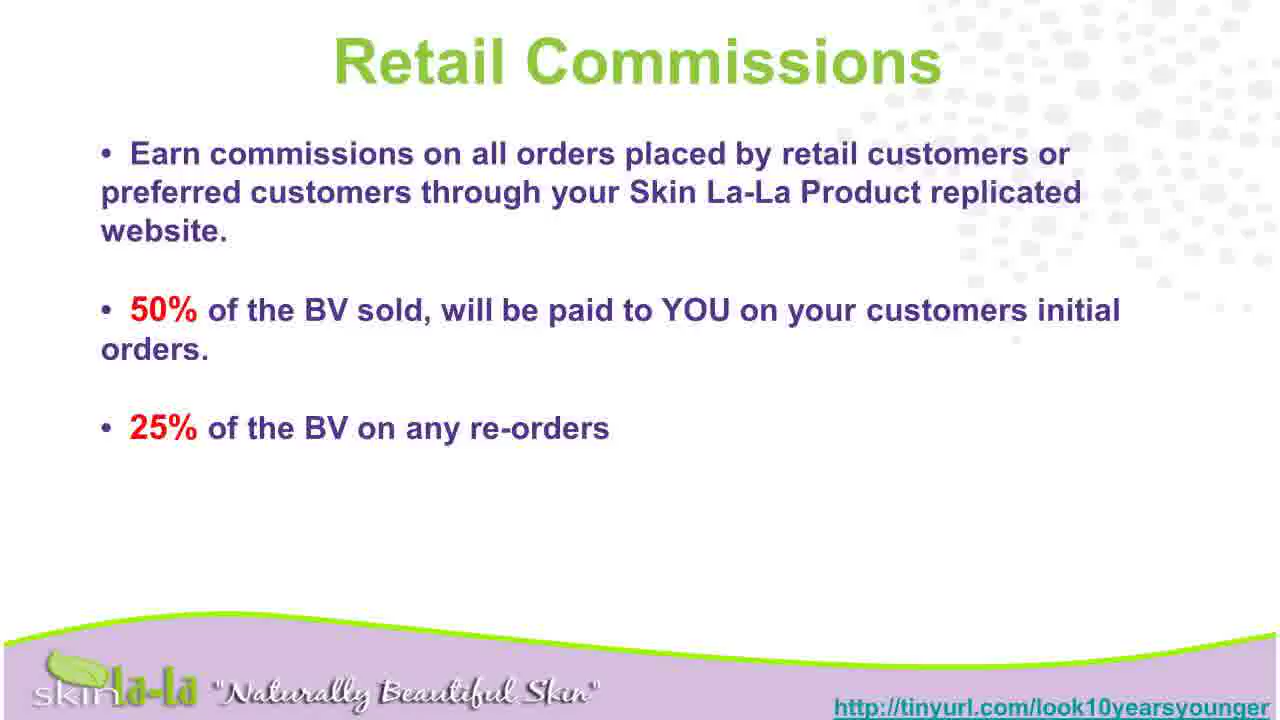 Retail Commissions
• Earn commissions on all orders placed by retail customers or
preferred customers through your Skin La-La Product replicated
website.
• 50% of the BV sold, will be paid to YOU on your customers initial
orders.
• 25% of the BV on any re-orders
skin La-La "Naturally Beautiful Skin"
http://tinyurl.com/look10yearsyounger